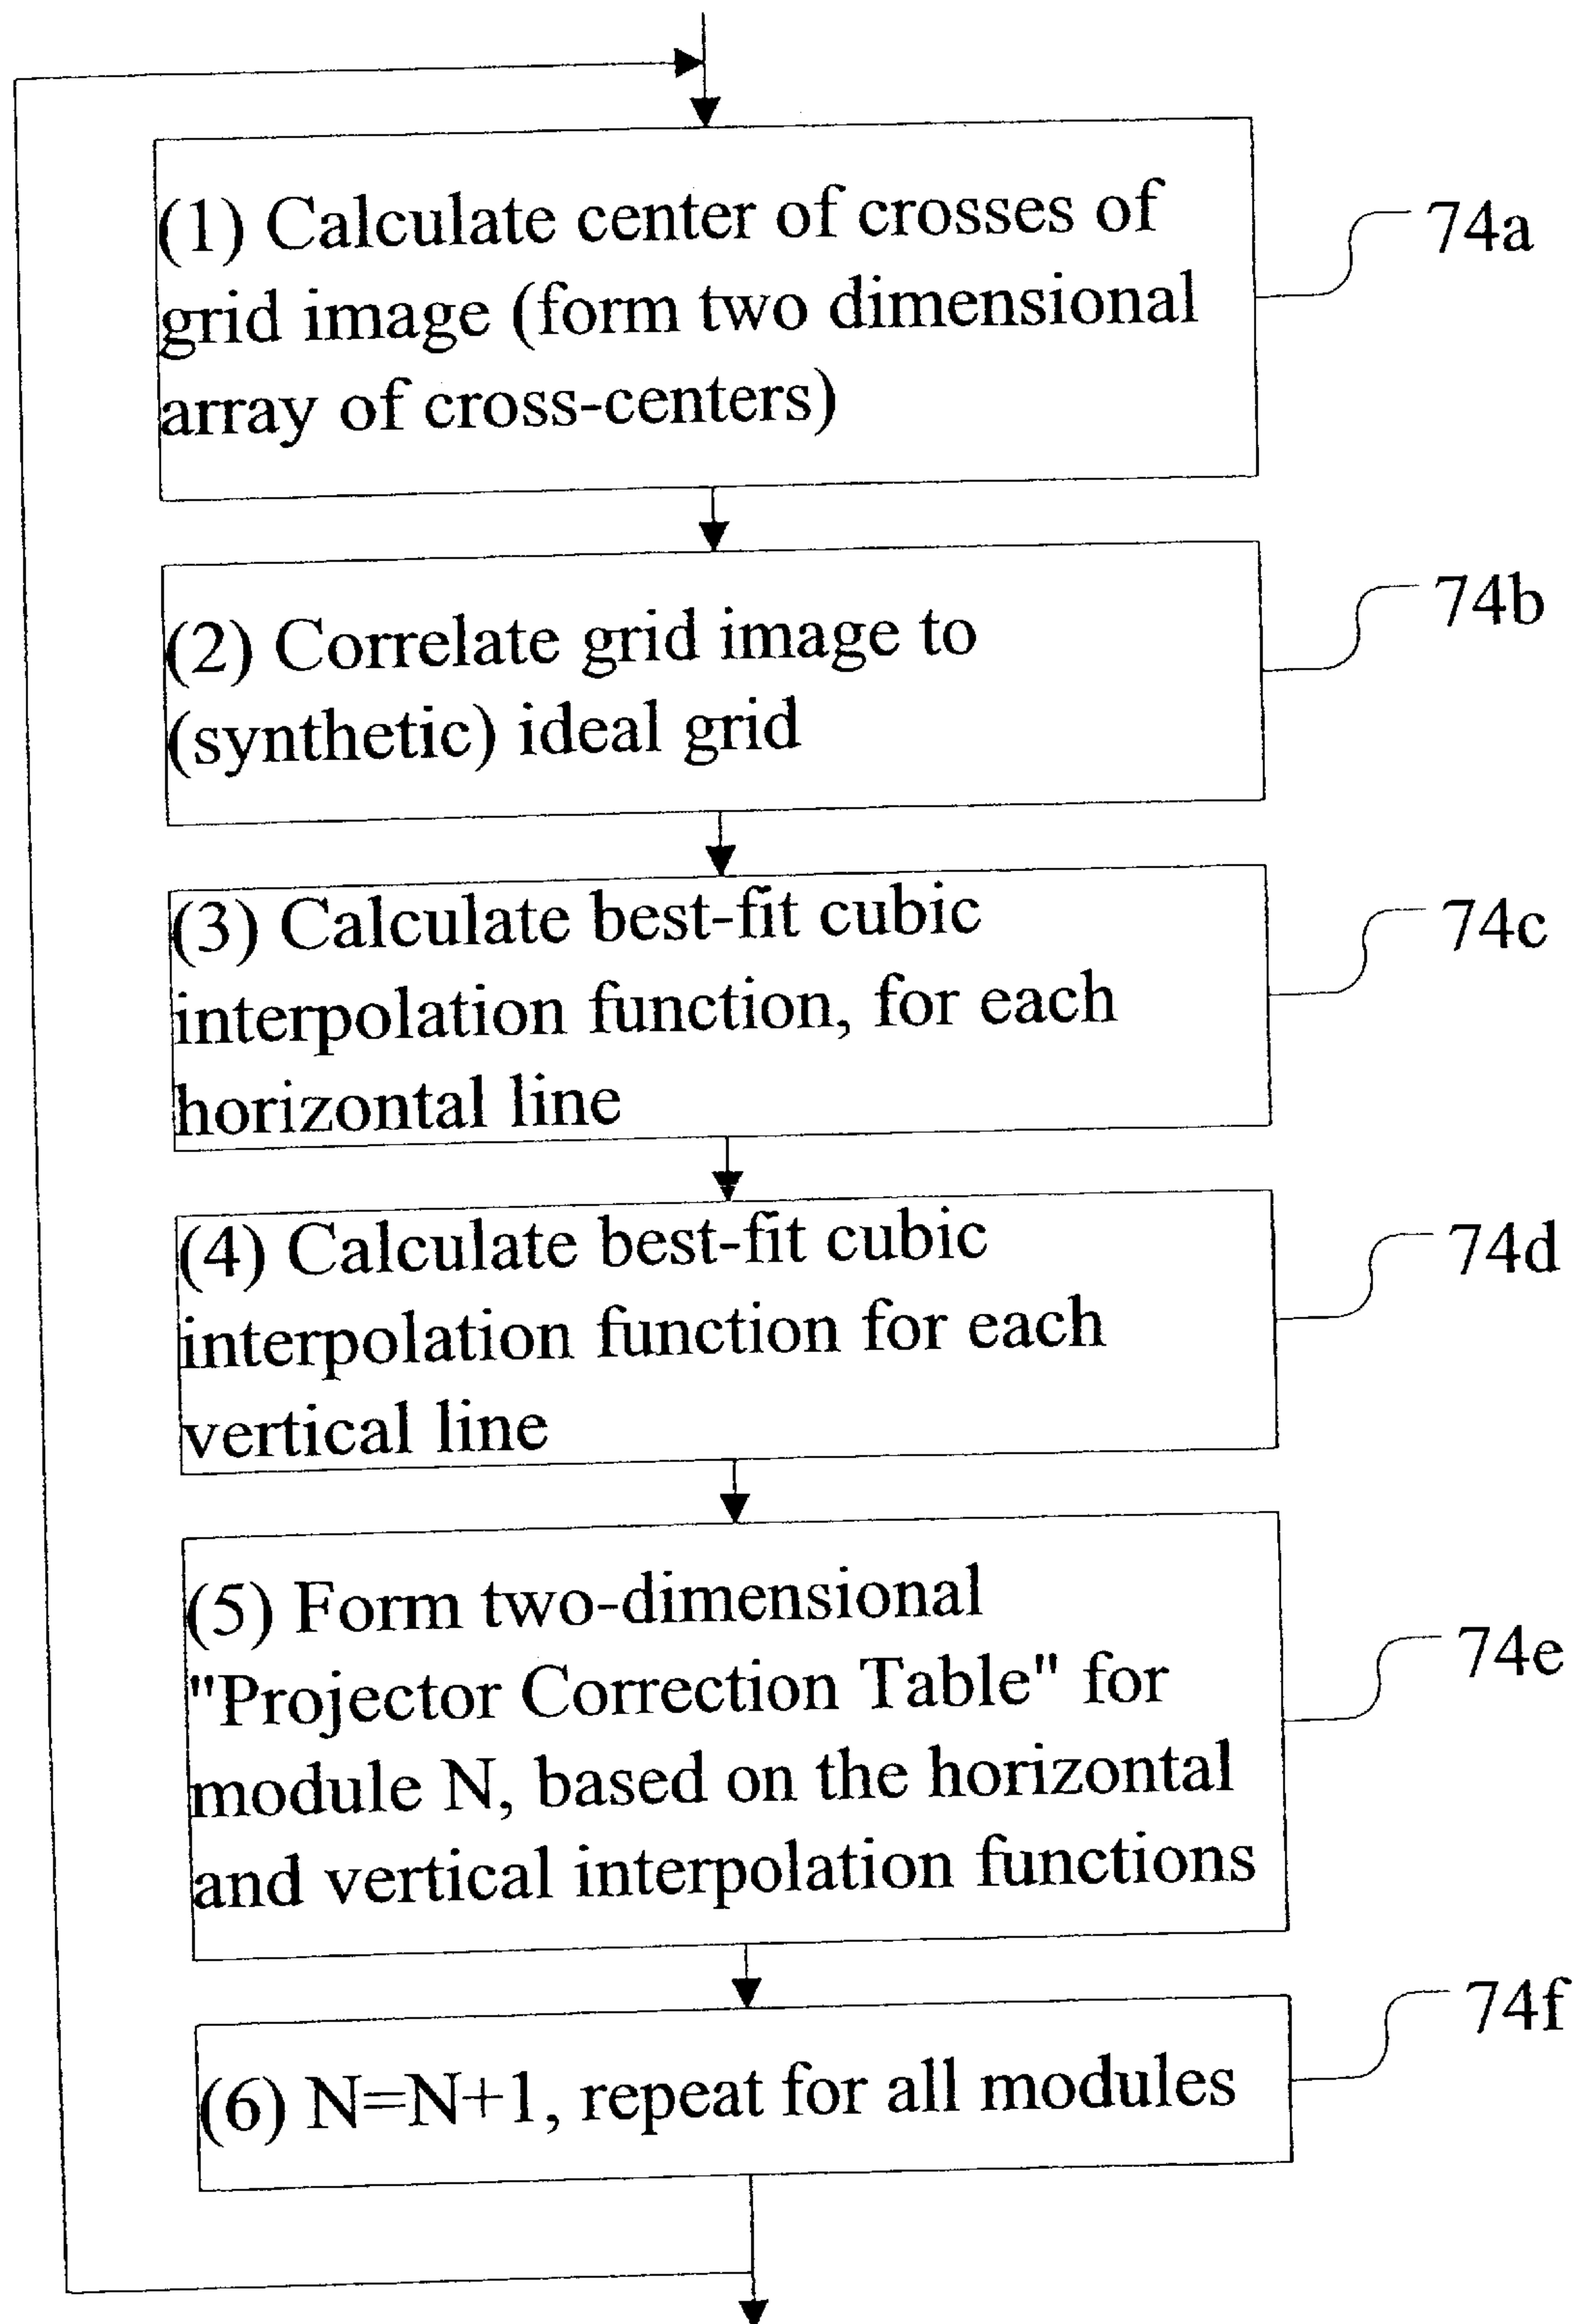 (1) Calculate center of crosses of
grid image (form two dimensional
array of cross-centers)
74a
(2) Correlate grid image to
(synthetic) ideal grid
74b
(3) Calculate best-fit cubic
interpolation function, for each
horizontal line
74c
(4) Calculate best-fit cubic
interpolation function for each
vertical line
74d
(5) Form two-dimensional
"Projector Correction Table" for
module N, based on the horizontal
and vertical interpolation functions
74e
(6) N=N+1, repeat for all modules
74f